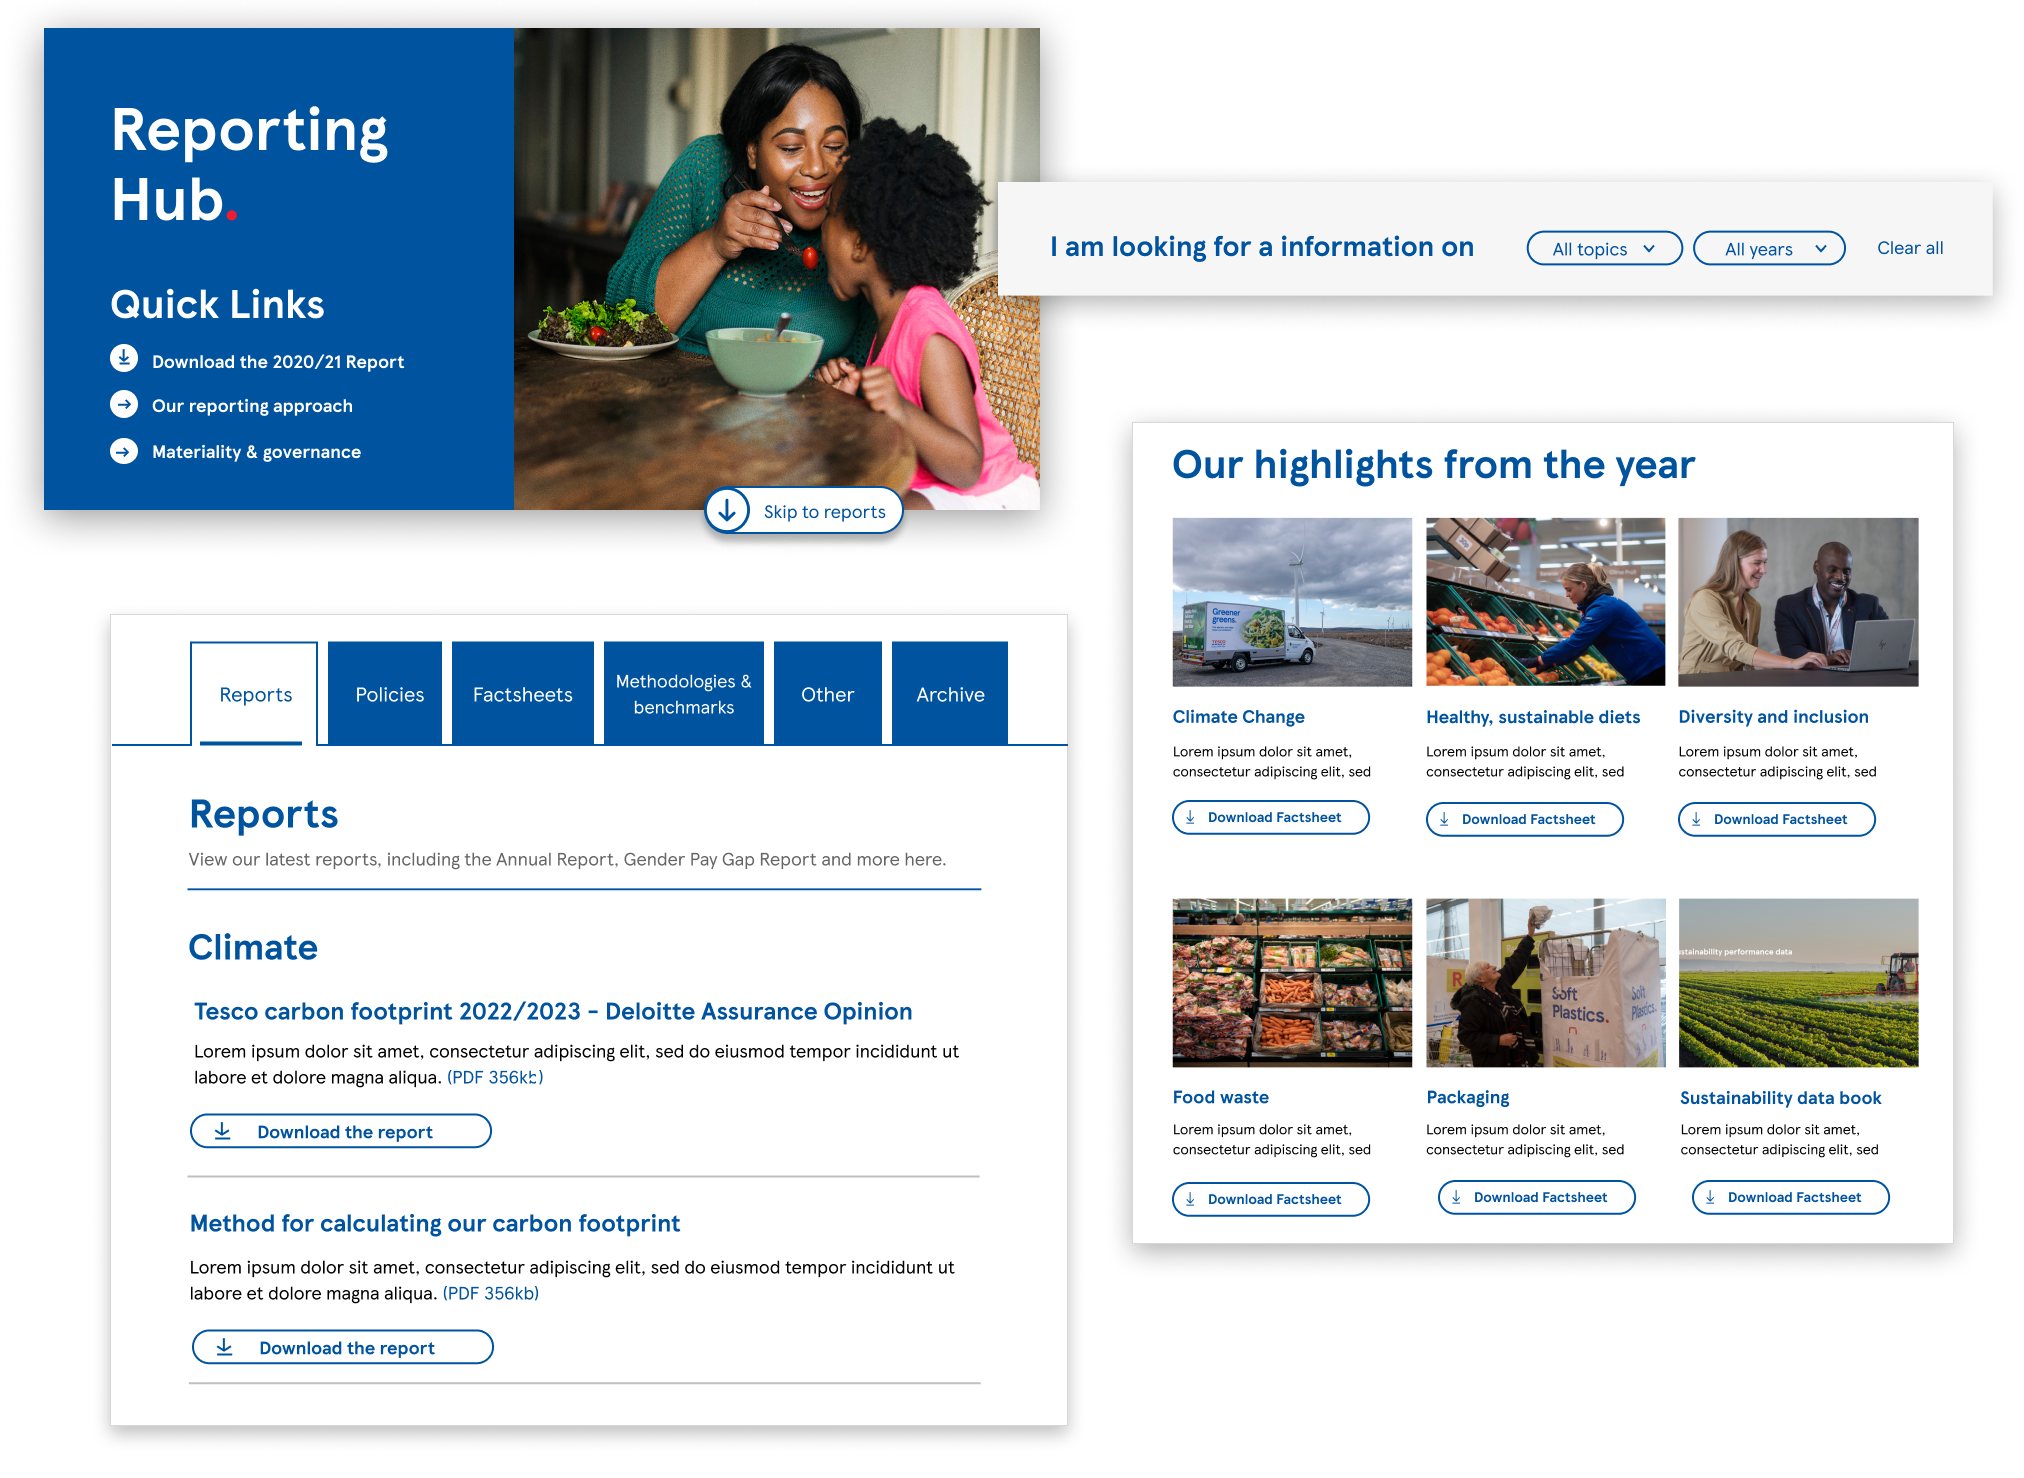 Reporting
Hub.
Quick Links
Download the 2020/21 Report
Our reporting approach
Materiality & governance
Skip to reports
I am looking for a information on
All topics
All years
Clear all
Reports
Policies
Factsheets
Methodologies &
benchmarks
Other
Archive
Reports
View our latest reports, including the Annual Report, Gender Pay Gap Report and more here.
Climate
Tesco carbon footprint 2022/2023 - Deloitte Assurance Opinion
Lorem ipsum dolor sit amet, consectetur adipiscing elit, sed do eiusmod tempor incididunt ut
labore et dolore magna aliqua. (PDF 356kb)
Download the report
Method for calculating our carbon footprint
Lorem ipsum dolor sit amet, consectetur adipiscing elit, sed do eiusmod tempor incididunt ut
labore et dolore magna aliqua. (PDF 356kb)
Download the report
Our highlights from the year
Greener
greens.
TESCO
Climate Change
Lorem ipsum dolor sit amet,
consectetur adipiscing elit, sed
Download Factsheet
Healthy, sustainable diets
Lorem ipsum dolor sit amet,
consectetur adipiscing elit, sed
Download Factsheet
Diversity and inclusion
Lorem ipsum dolor sit amet,
consectetur adipiscing elit, sed
Download Factsheet
Food waste
Lorem ipsum dolor sit amet,
consectetur adipiscing elit, sed
Download Factsheet
Soft
Plastics.
Soft
Plastics.
Packaging
Lorem ipsum dolor sit amet,
consectetur adipiscing elit, sed
Download Factsheet
stainability performance data
Sustainability data book
Lorem ipsum dolor sit amet,
consectetur adipiscing elit, sed
Download Factsheet